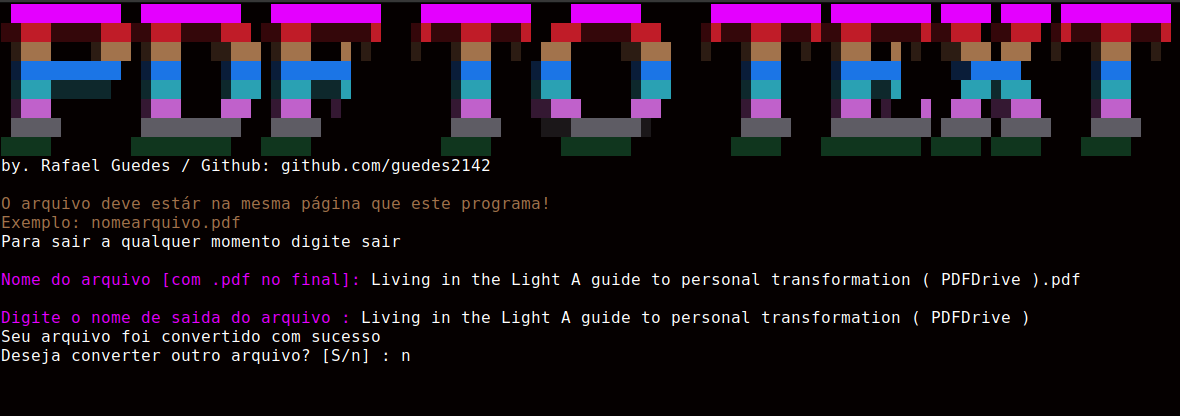 PDF TO TEXT
by. Rafael Guedes / Github: github.com/guedes2142
O arquivo deve estár na mesma página que este programa!
Exemplo: nomearquivo.pdf
Para sair a qualquer momento digite sair
Nome do arquivo [com .pdf no final]: Living in the Light A guide to personal transformation ( PDFDrive ).pdf
Digite o nome de saida do arquivo : Living in the Light A guide to personal transformation ( PDFDrive )
Seu arquivo foi convertido com sucesso
Deseja converter outro arquivo? [S/n] : n